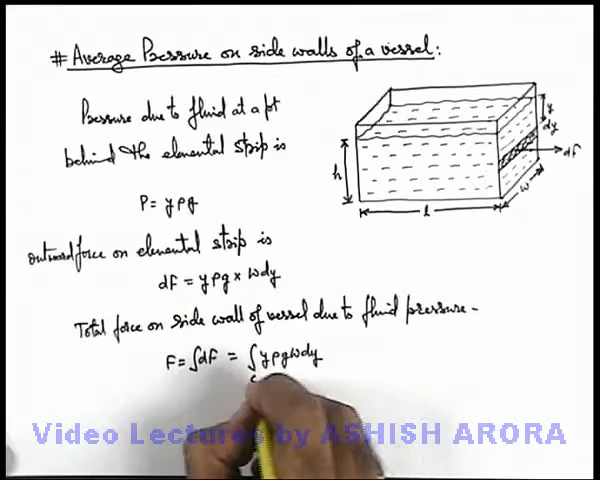 # Average Pressure on side walls of a vessel:
Pressure due to fluid at a pt
behind the elemental strip is
P = yρg
outward force on elemental strip is
dF = yρg × wdy
Total force on side wall of vessel due to fluid pressure -
F = ∫dF = ∫yρgwdy
y
dy
dF
h
w
l
Video Lectures by ASHISH ARORA